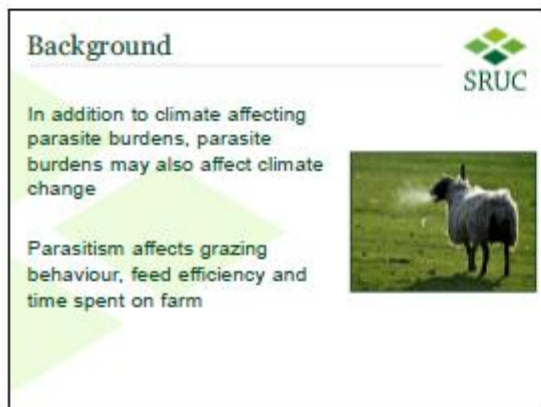 Background
SRUC
In addition to climate affecting
parasite burdens, parasite
burdens may also affect climate
change
Parasitism affects grazing
behaviour, feed efficiency and
time spent on farm